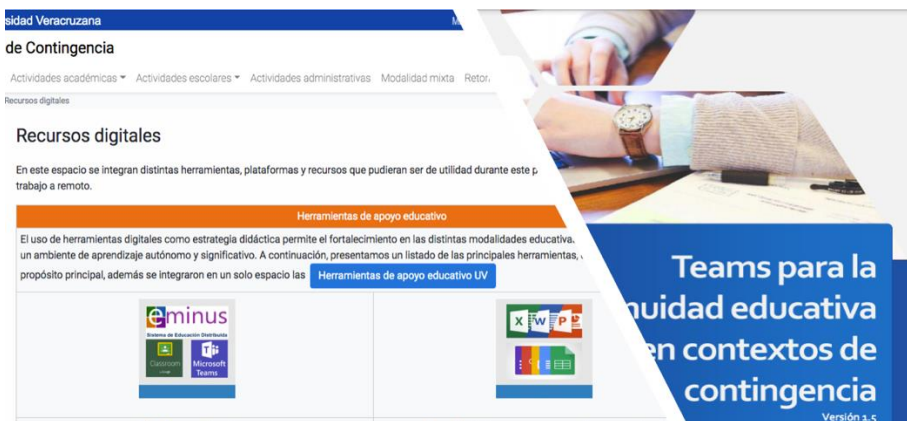 sidad Veracruzana
de Contingencia
Actividades académicas Actividades escolares Actividades administrativas Modalidad mixta Retor
Recursos digitales
Recursos digitales
En este espacio se integran distintas herramientas, plataformas y recursos que pudieran ser de utilidad durante este p
trabajo a remoto.
Herramientas de apoyo educativo
El uso de herramientas digitales como estrategia didáctica permite el fortalecimiento en las distintas modalidades educativa
un ambiente de aprendizaje autónomo y significativo. A continuación, presentamos un listado de las principales herramientas,
propósito principal, además se integraron en un solo espacio las Herramientas de apoyo educativo UV
eminus
Sistema de Educación Distribuida
Classroom
Microsoft
Teams
X W P
Teams para la
nuidad educativa
en contextos de
contingencia
Versión 1.5